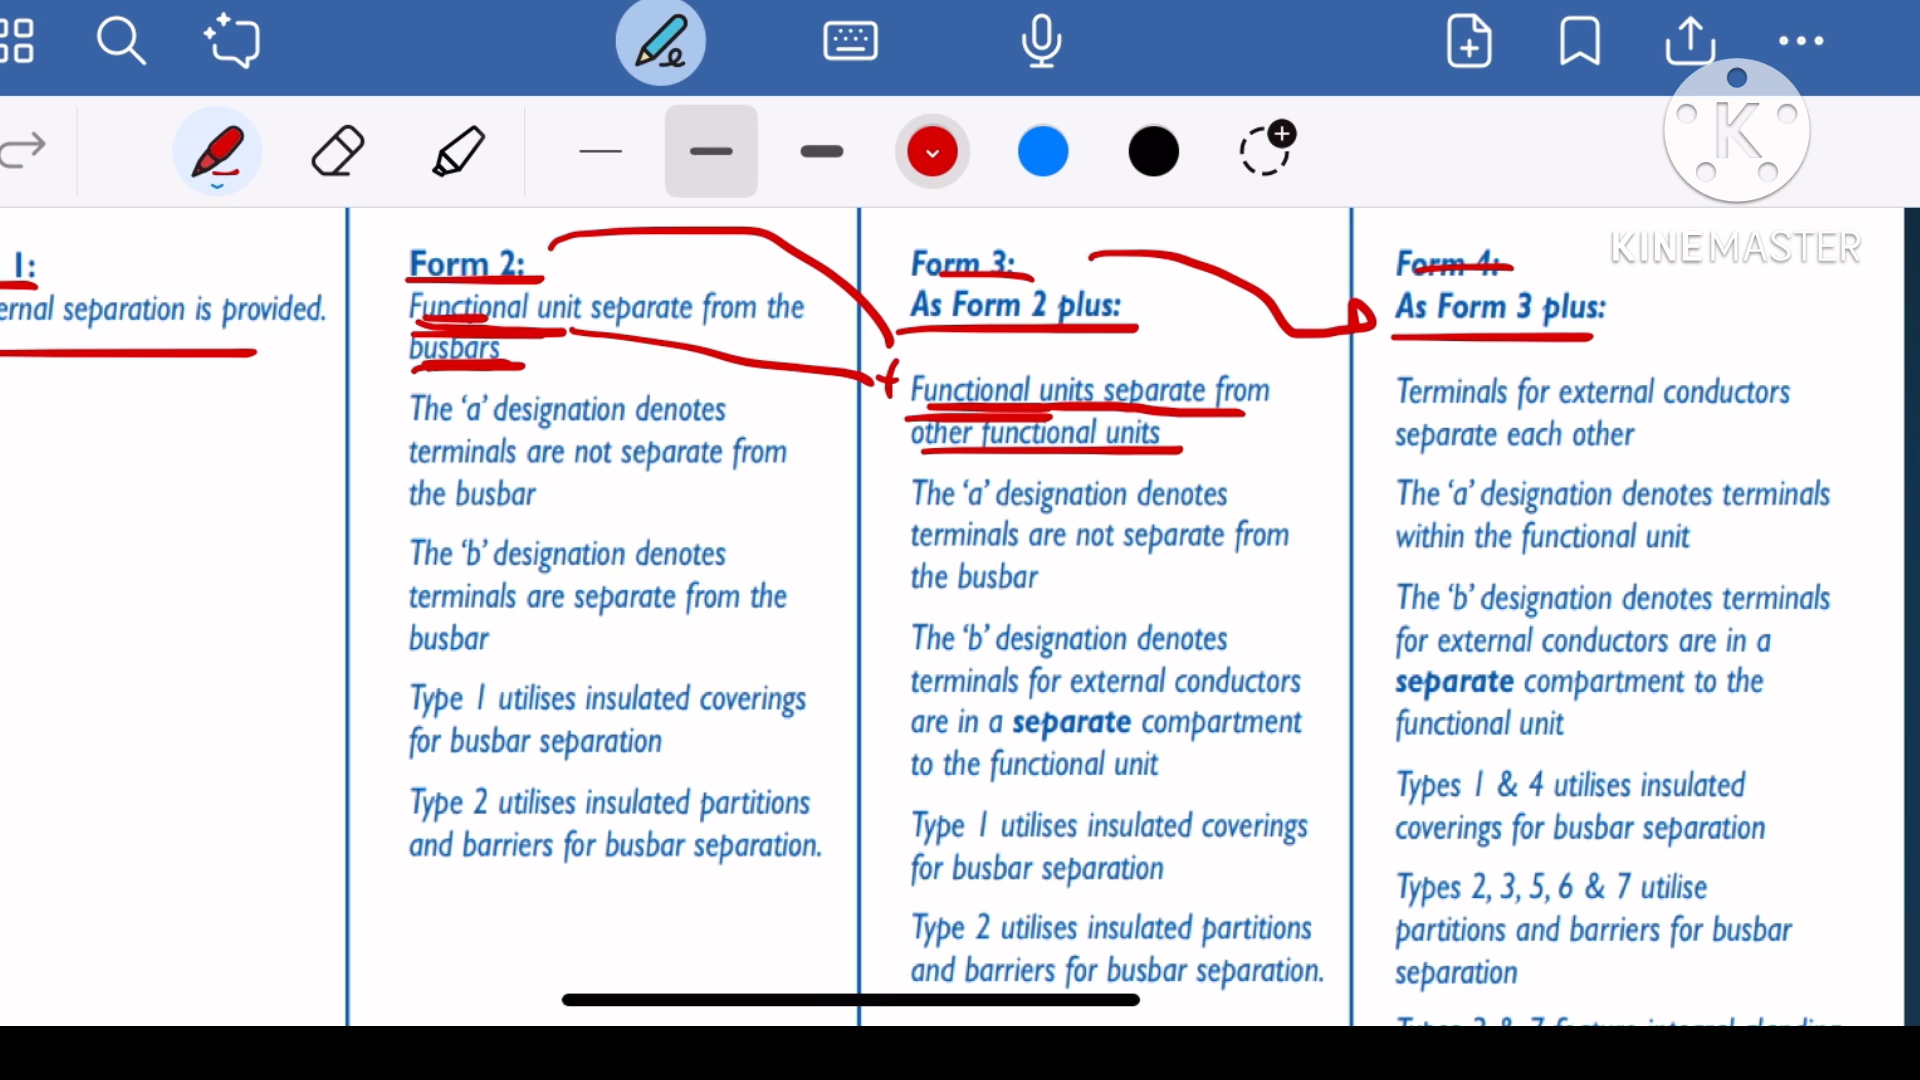 KINEMASTER
1:
ernal separation is provided.
Form 2:
Functional unit separate from the
busbars
The ‘a’ designation denotes
terminals are not separate from
the busbar
The ‘b’ designation denotes
terminals are separate from the
busbar
Type 1 utilises insulated coverings
for busbar separation
Type 2 utilises insulated partitions
and barriers for busbar separation.
Form 3:
As Form 2 plus:
Functional units separate from
other functional units
The ‘a’ designation denotes
terminals are not separate from
the busbar
The ‘b’ designation denotes
terminals for external conductors
are in a separate compartment
to the functional unit
Type 1 utilises insulated coverings
for busbar separation
Type 2 utilises insulated partitions
and barriers for busbar separation.
Form 4:
As Form 3 plus:
Terminals for external conductors
separate each other
The ‘a’ designation denotes terminals
within the functional unit
The ‘b’ designation denotes terminals
for external conductors are in a
separate compartment to the
functional unit
Types 1 & 4 utilises insulated
coverings for busbar separation
Types 2, 3, 5, 6 & 7 utilise
partitions and barriers for busbar
separation